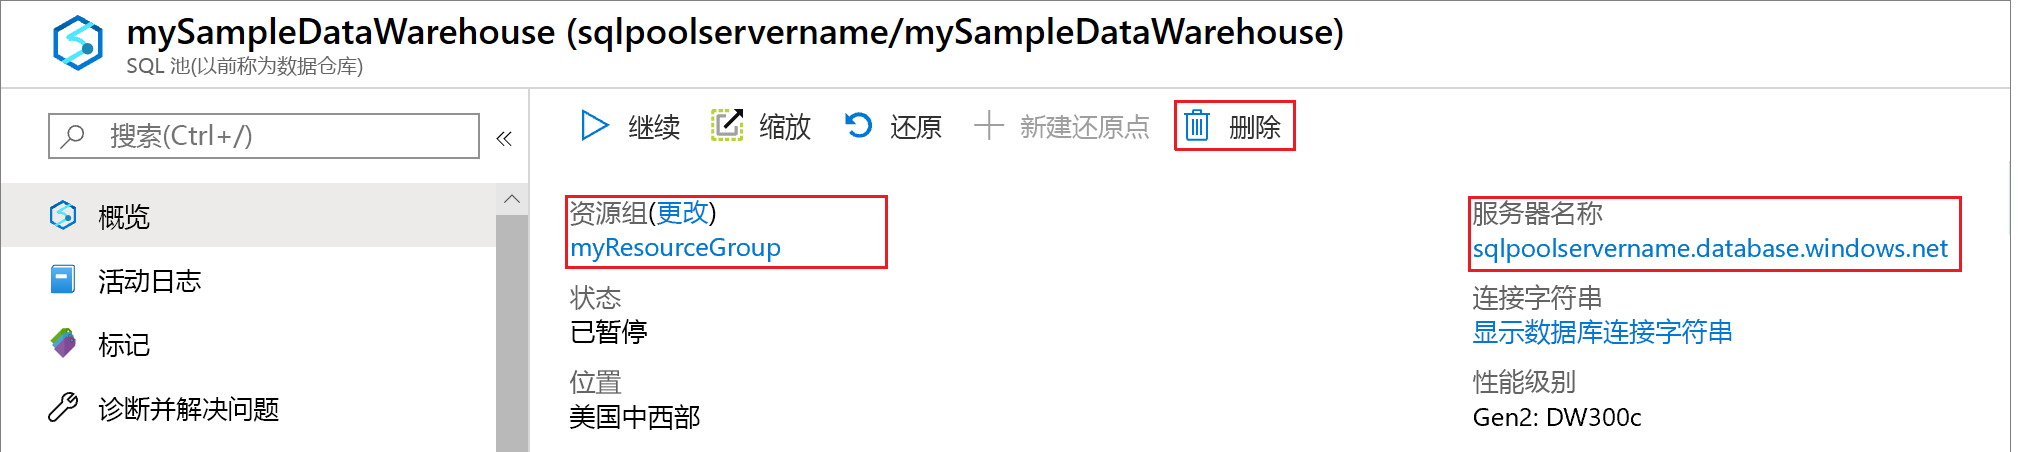 mySampleDataWarehouse (sqlpoolservername/mySampleDataWarehouse)
SQL 池(以前称为数据仓库)
搜索(Ctrl+/)
«
概览
活动日志
标记
诊断并解决问题
继续 缩放 还原 新建还原点 删除
资源组(更改)
myResourceGroup
状态
已暂停
位置
美国中西部
服务器名称
sqlpoolservername.database.windows.net
连接字符串
显示数据库连接字符串
性能级别
Gen2: DW300c